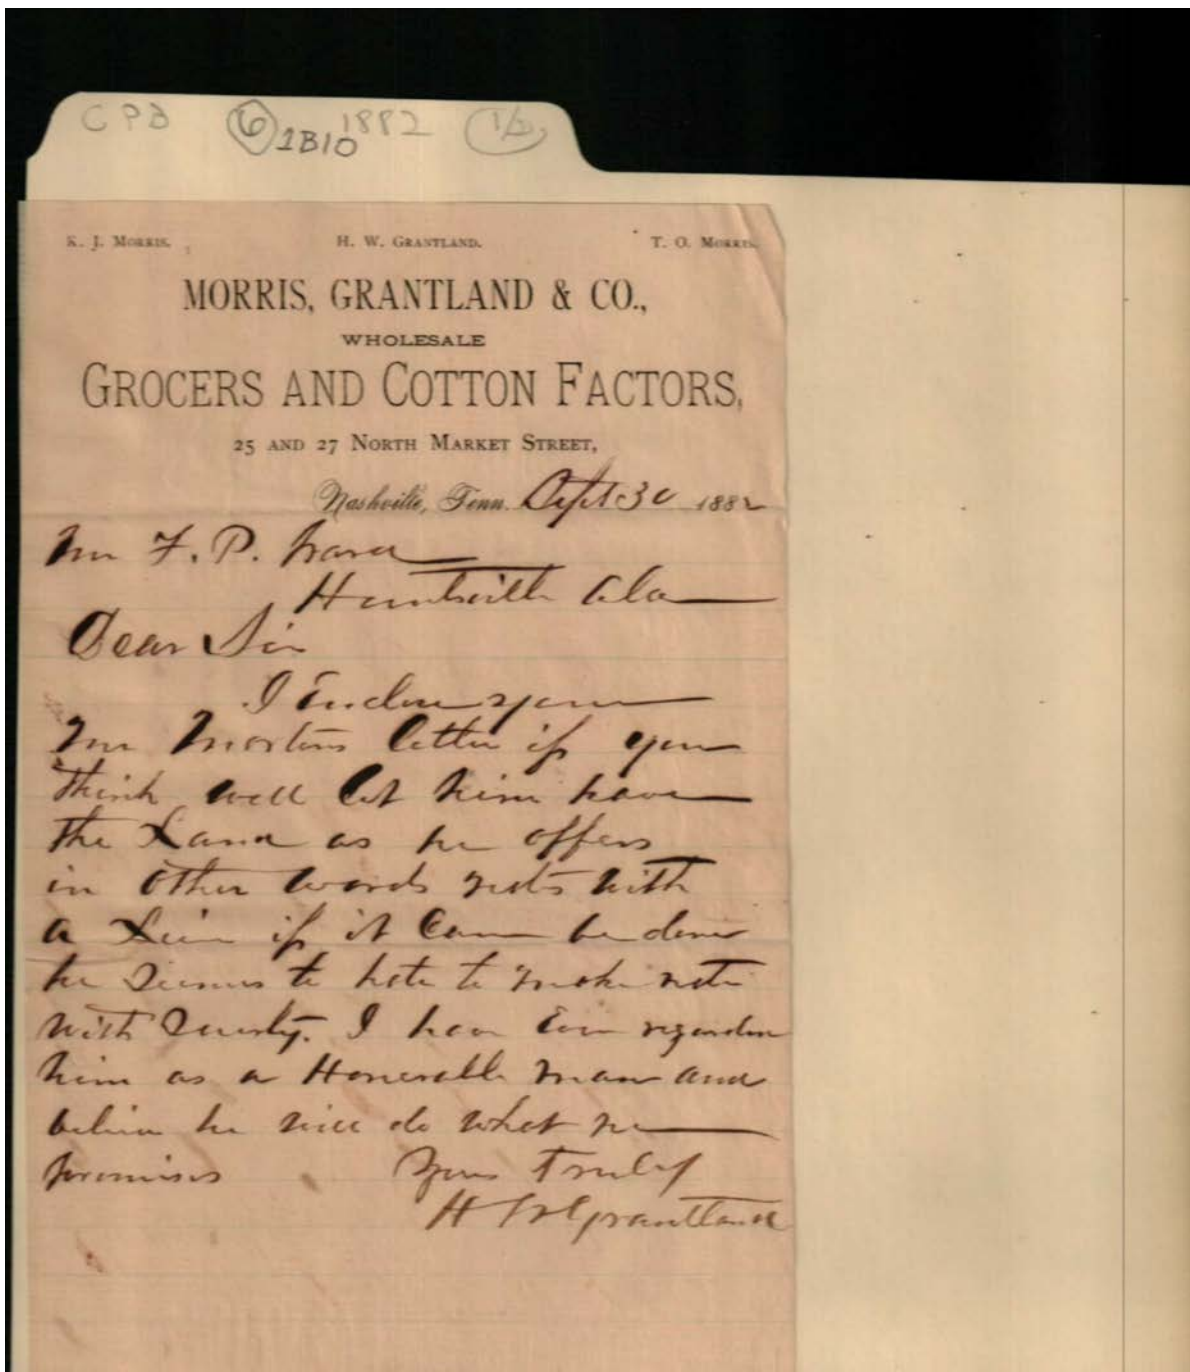 CPB 6 1B10 1882 1/2
K. J. MORRIS. H. W. GRANTLAND. T. O. MORRIS.
MORRIS, GRANTLAND & CO.,
WHOLESALE
GROCERS AND COTTON FACTORS,
25 AND 27 NORTH MARKET STREET,
Nashville, Tenn. Sept 30 1882
Mr F. P. Ward
Huntsville Ala
Dear Sir
I Enclose you
Mr Mortons letter if you
think well let him have
the Land as he offers
in other words notes with
a Lien if it Can be done
he Seems to hate to make note
with Surety. I have Ever regarded
him as a Honerable man and
believe he will do what he
promises Yours Truly
H W Grantland